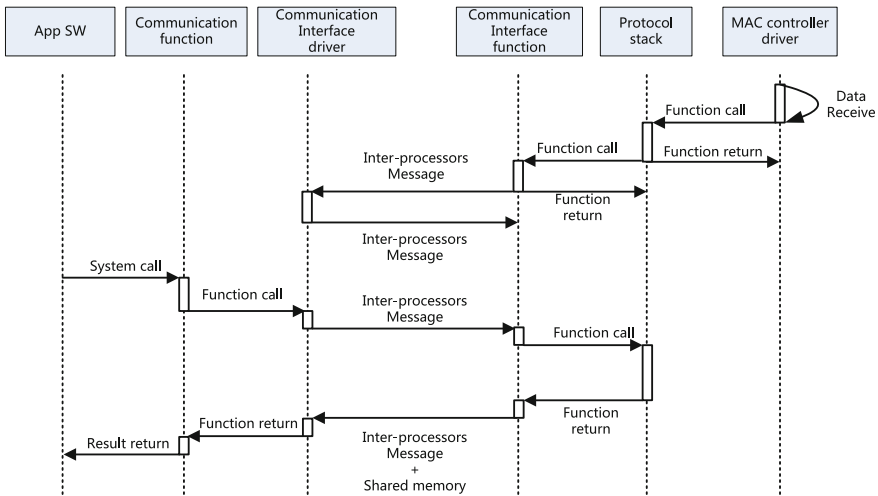 App SW
Communication
function
Communication
Interface
driver
Communication
Interface
function
Protocol
stack
MAC controller
driver
Data
Receive
Function call
Function call
Function return
Inter-processors
Message
Function
return
Inter-processors
Message
System call
Function call
Inter-processors
Message
Function call
Function
return
Function return
Inter-processors
Message
+
Shared memory
Result return